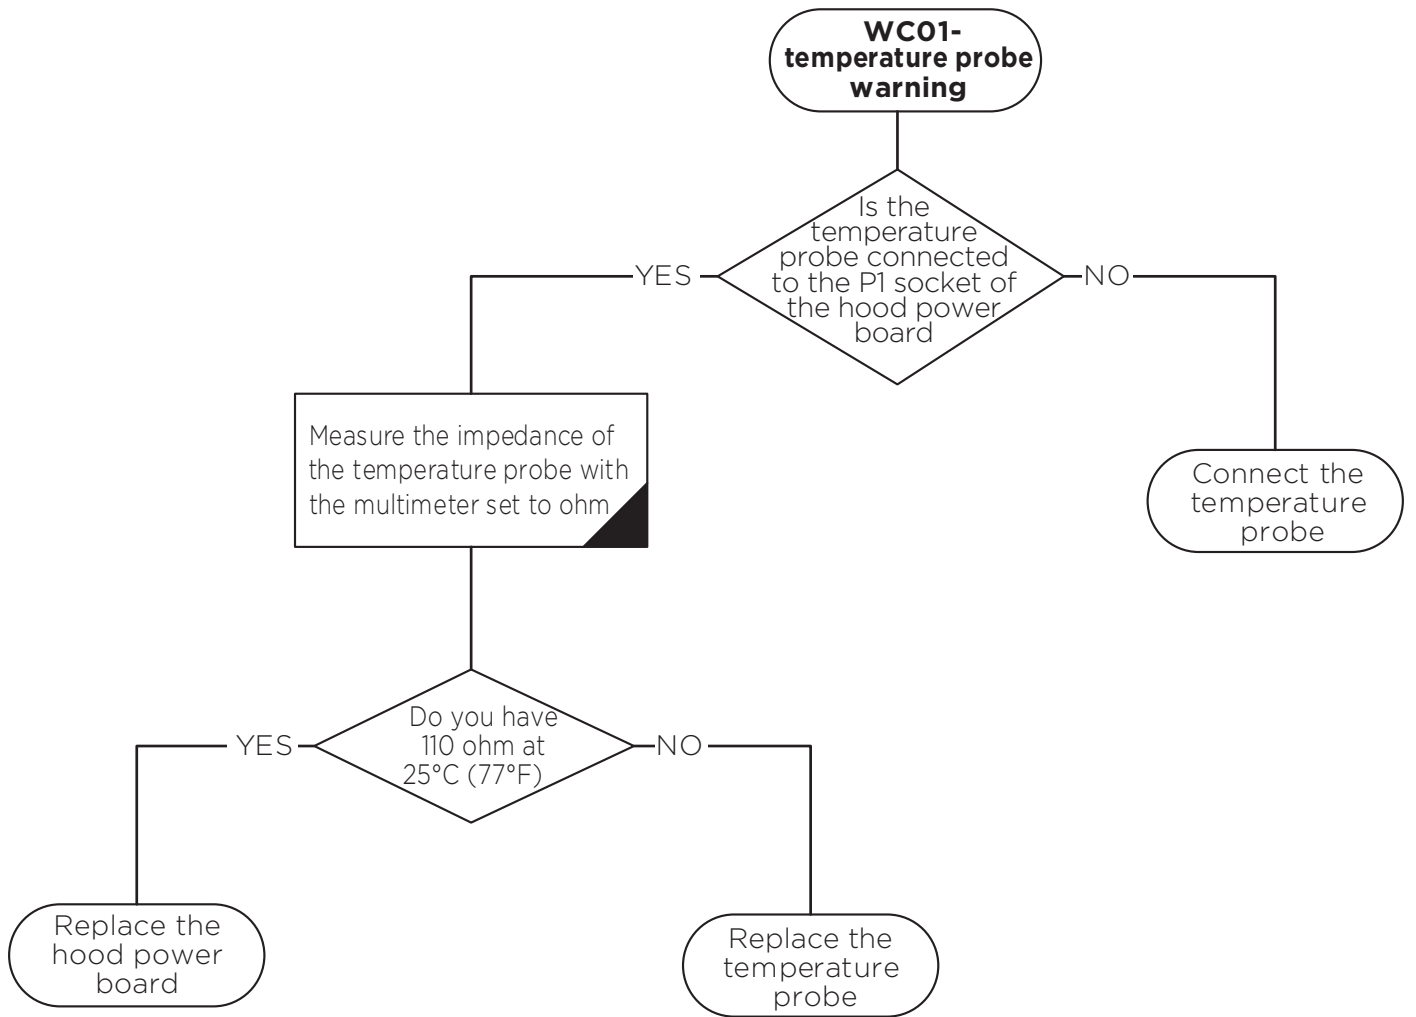 WC01-
temperature probe
warning
Is the
temperature
probe connected
to the P1 socket of
the hood power
board
YES
NO
Measure the impedance of
the temperature probe with
the multimeter set to ohm
Connect the
temperature
probe
Do you have
110 ohm at
25°C (77°F)
YES
NO
Replace the
hood power
board
Replace the
temperature
probe